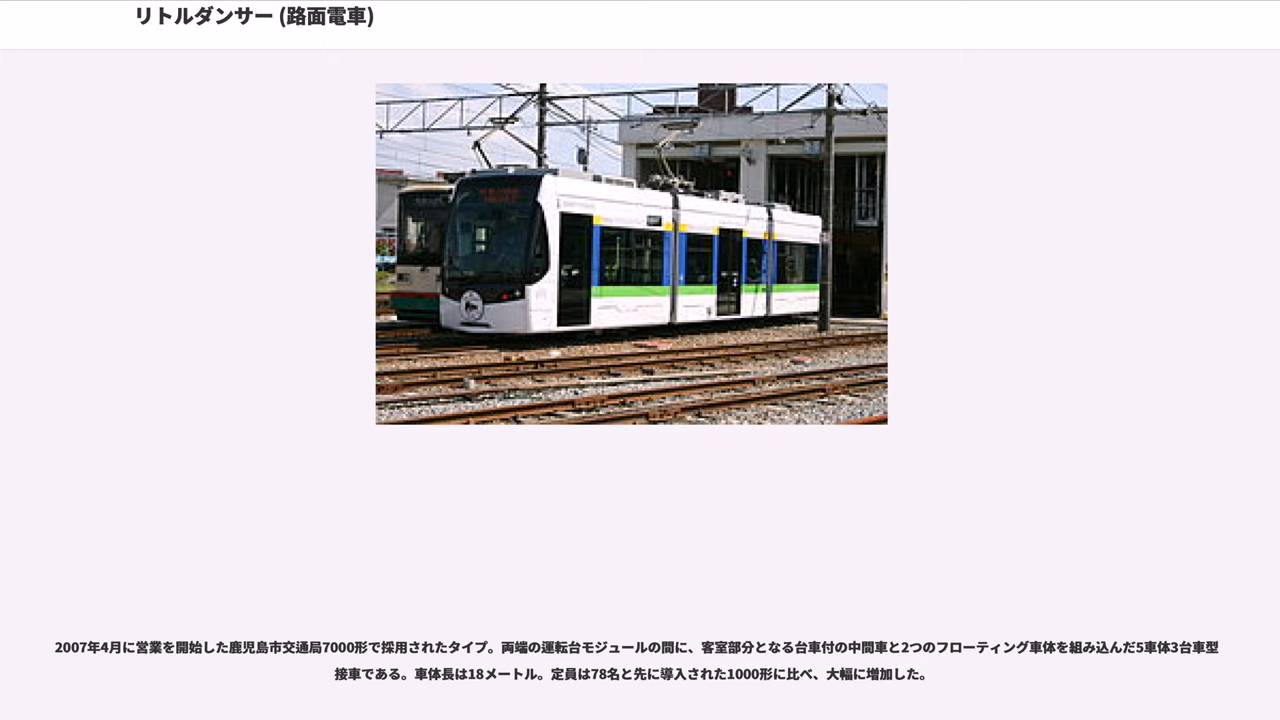 リトルダンサー (路面電車)
2007年4月に営業を開始した鹿児島市交通局7000形で採用されたタイプ。両端の運転台モジュールの間に、客室部分となる台車付の中間車と2つのフローティング車体を組み込んだ5車体3台車型
接車である。車体長は18メートル。定員は78名と先に導入された1000形に比べ、大幅に増加した。